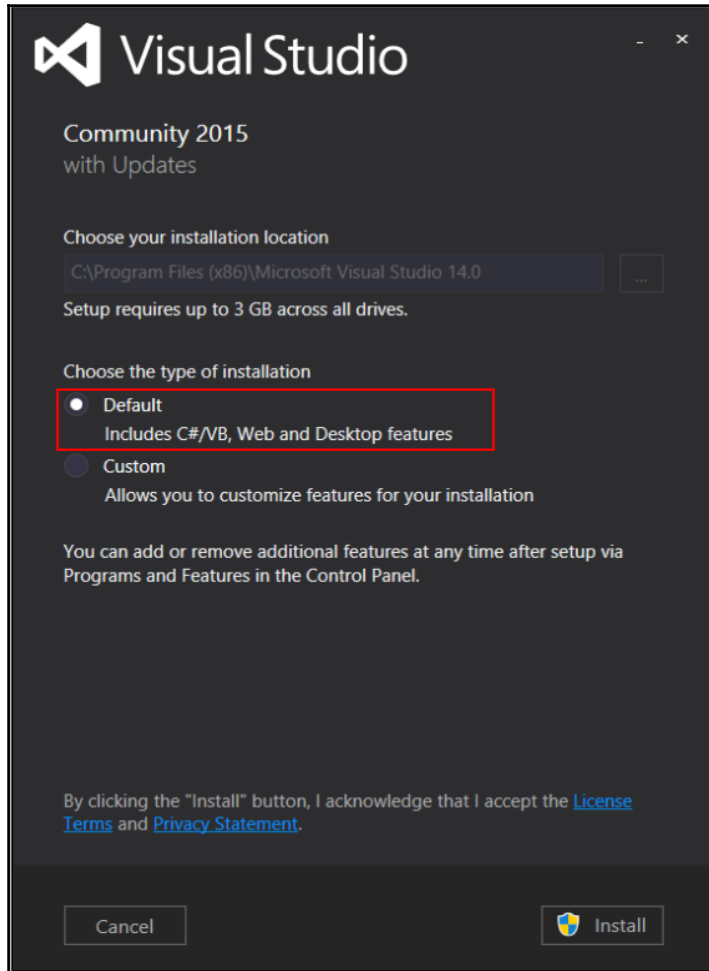 Visual Studio
Community 2015
with Updates
Choose your installation location
C:\Program Files (x86)\Microsoft Visual Studio 14.0
...
Setup requires up to 3 GB across all drives.
Choose the type of installation
Default
Includes C#/VB, Web and Desktop features
Custom
Allows you to customize features for your installation
You can add or remove additional features at any time after setup via
Programs and Features in the Control Panel.
By clicking the "Install" button, I acknowledge that I accept the License
Terms and Privacy Statement.
Cancel
Install